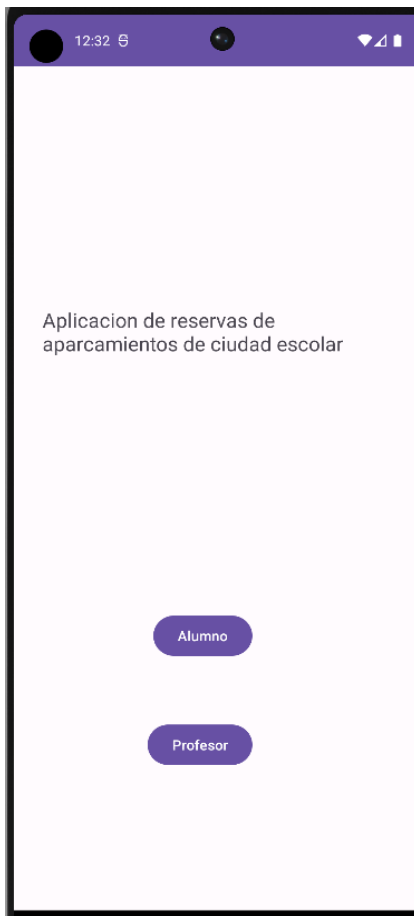 12:32
Aplicacion de reservas de
aparcamientos de ciudad escolar
Alumno
Profesor